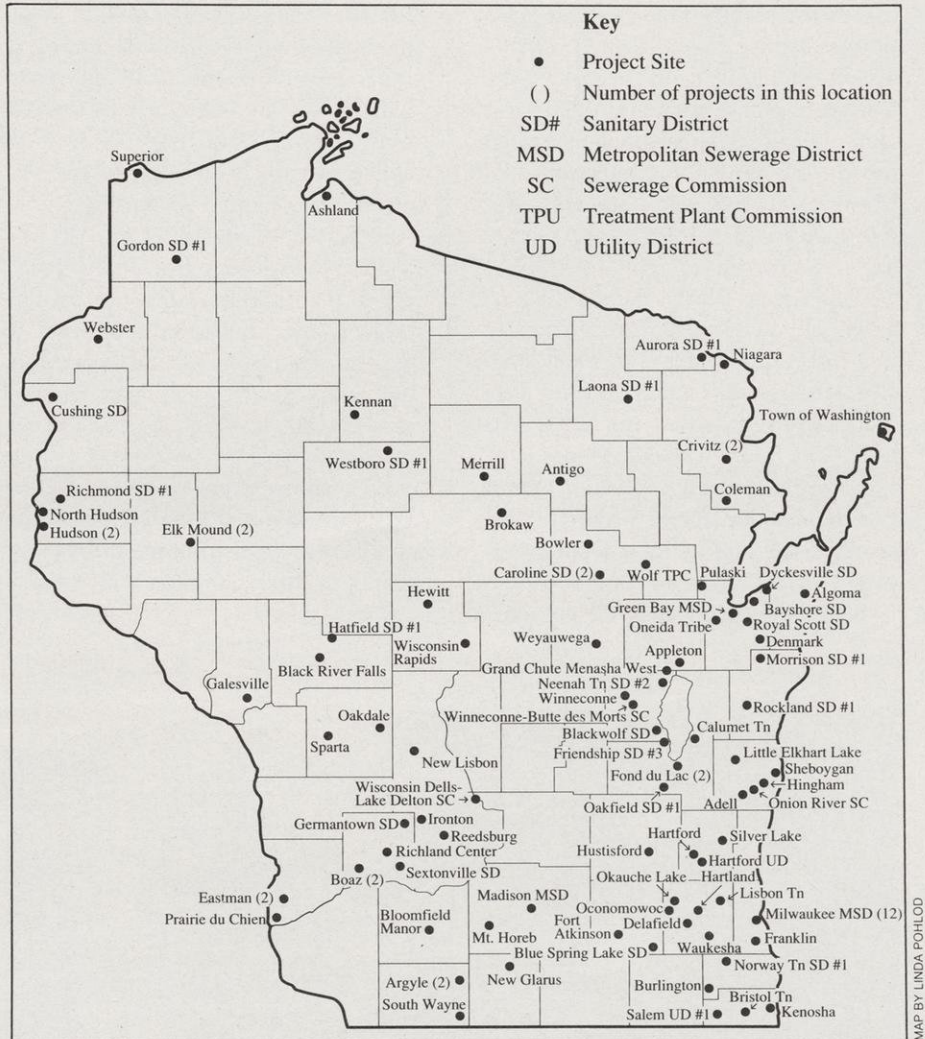 Key
● Project Site
( ) Number of projects in this location
SD# Sanitary District
MSD Metropolitan Sewerage District
SC Sewerage Commission
TPU Treatment Plant Commission
UD Utility District
Superior
Ashland
Gordon SD #1
Webster
Aurora SD #1
Niagara
Cushing SD
Laona SD #1
Kennan
Town of Washington
Crivitz (2)
Westboro SD #1
Merrill
Antigo
Coleman
Richmond SD #1
North Hudson
Hudson (2)
Elk Mound (2)
Brokaw
Bowler
Caroline SD (2)
Wolf TPC
Pulaski
Dyckesville SD
Algoma
Hewitt
Green Bay MSD
Bayshore SD
Oneida Tribe
Royal Scott SD
Hatfield SD #1
Wisconsin
Rapids
Weyauwega
Denmark
Appleton
Morrison SD #1
Black River Falls
Grand Chute Menasha West
Neenah Tn SD #2
Galesville
Winneconne
Rockland SD #1
Winneconne-Butte des Morts SC
Oakdale
Blackwolf SD
Calumet Tn
Sparta
New Lisbon
Friendship SD #3
Little Elkhart Lake
Fond du Lac (2)
Sheboygan
Hingham
Wisconsin Dells-
Lake Delton SC
Oakfield SD #1
Adell
Onion River SC
Germantown SD
Ironton
Reedsburg
Hartford
Silver Lake
Richland Center
Hustisford
Hartford UD
Boaz (2)
Sextonville SD
Okauche Lake
Hartland
Eastman (2)
Madison MSD
Lisbon Tn
Prairie du Chien
Bloomfield
Manor
Mt. Horeb
Fort
Atkinson
Oconomowoc
Delafield
Milwaukee MSD (12)
Waukesha
Franklin
Blue Spring Lake SD
Norway Tn SD #1
New Glarus
Argyle (2)
Burlington
South Wayne
Bristol Tn
Salem UD #1
Kenosha
MAP BY LINDA POHLOD